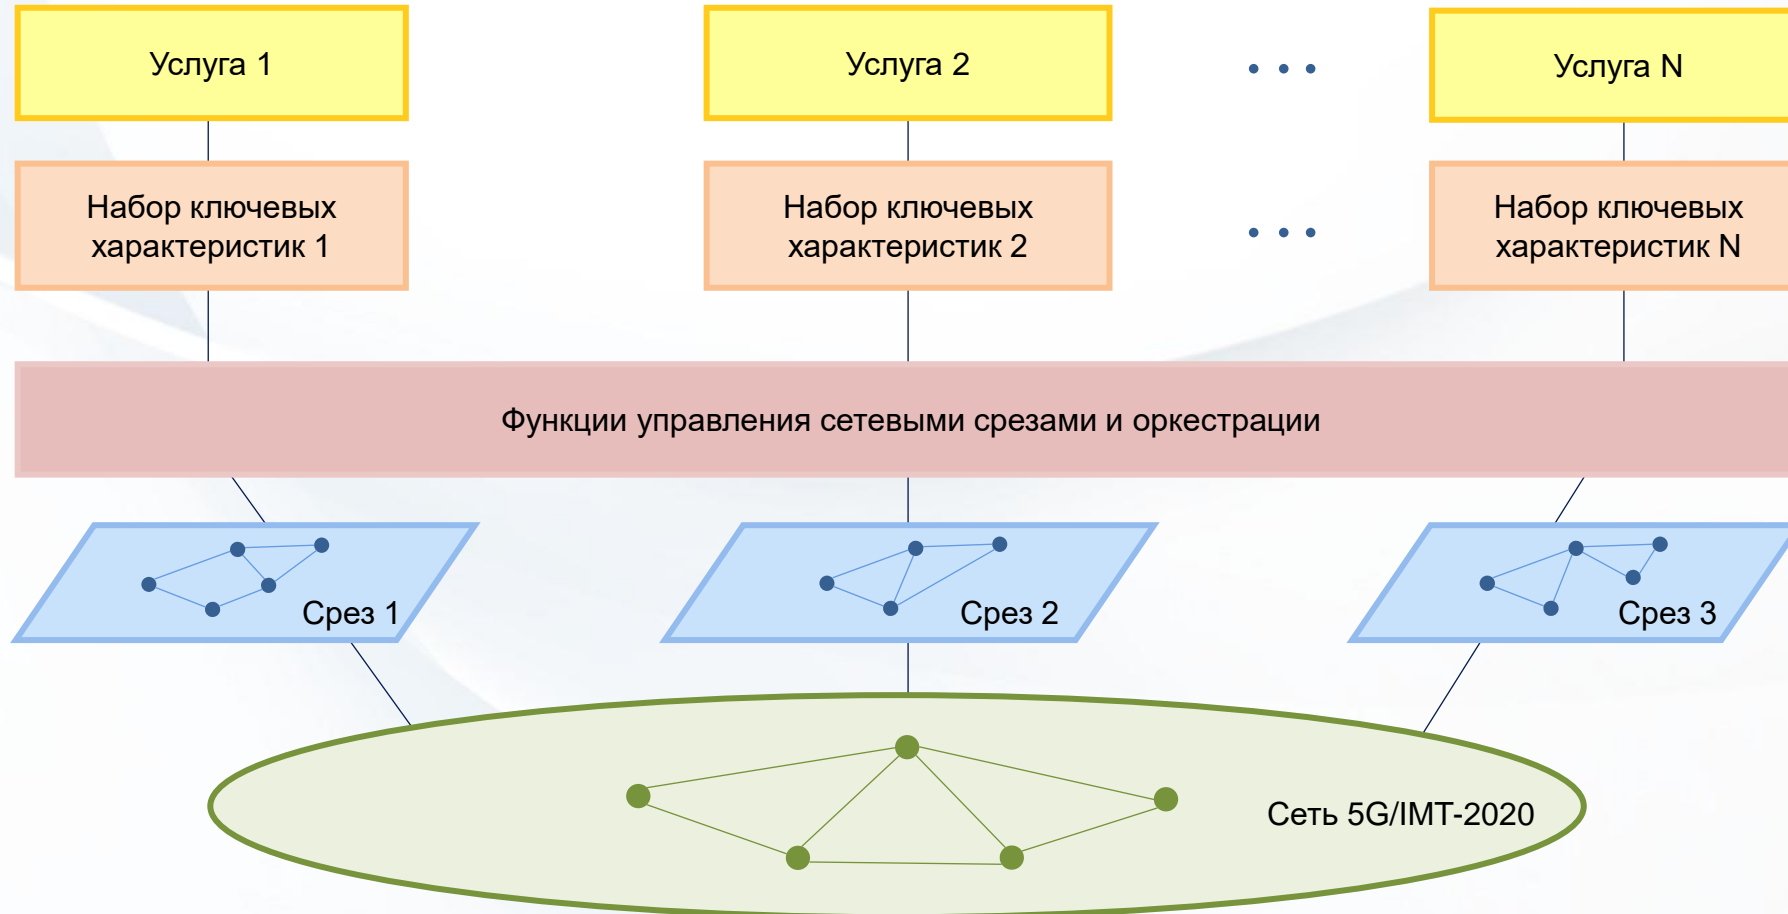 Услуга 1
Услуга 2
Услуга N
Набор ключевых
характеристик 1
Набор ключевых
характеристик 2
Набор ключевых
характеристик N
Функции управления сетевыми срезами и оркестрации
Срез 1
Срез 2
Срез 3
Сеть 5G/IMT-2020